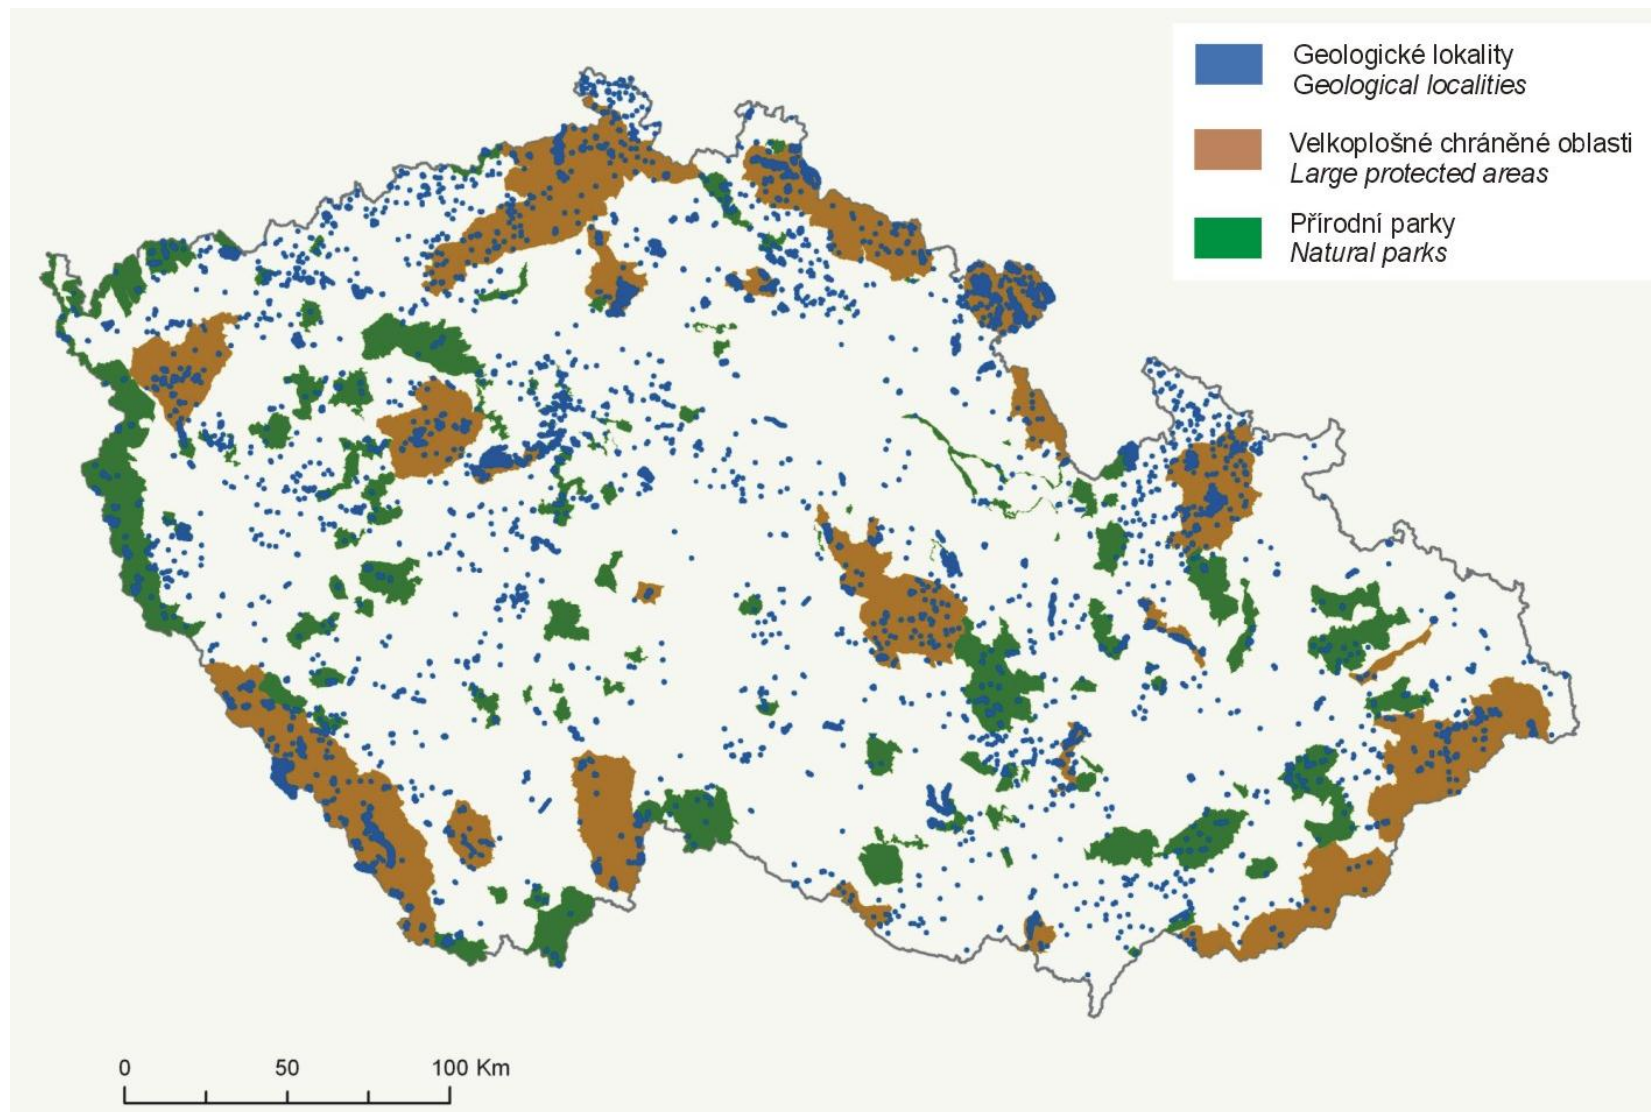 Geologické lokality
Geological localities
Velkoplošné chráněné oblasti
Large protected areas
Přírodní parky
Natural parks
0 50 100 Km